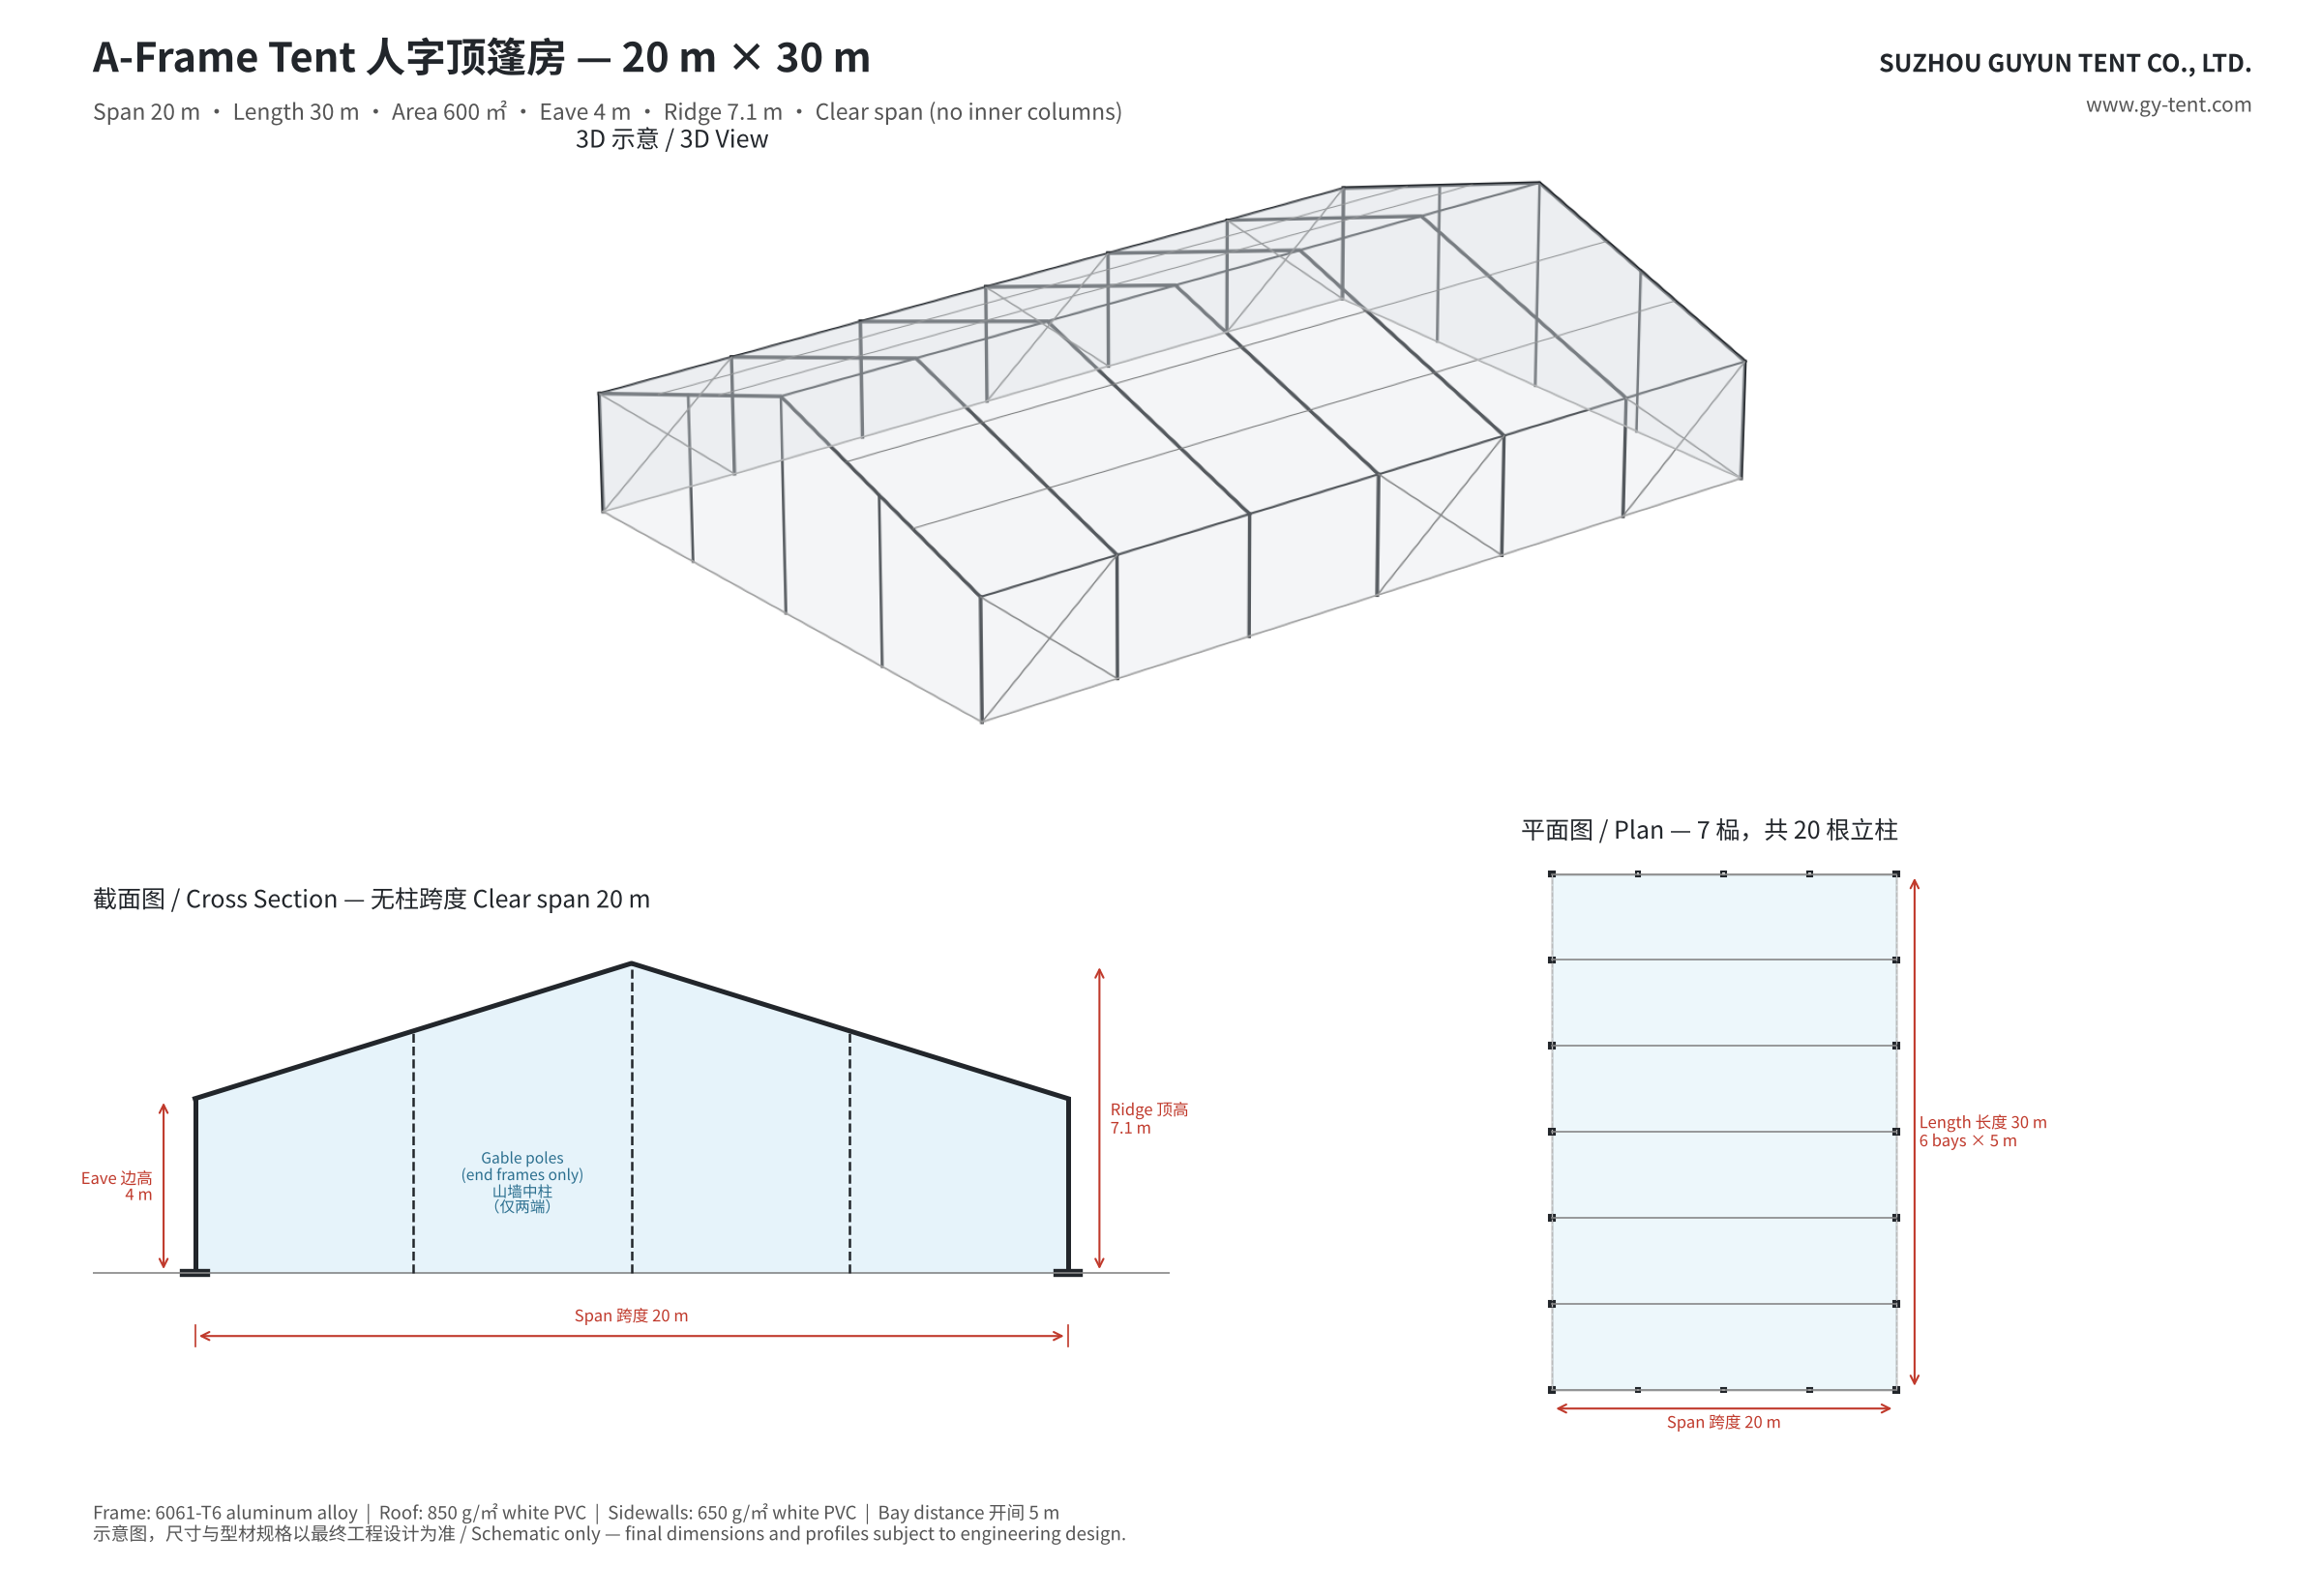 A-Frame Tent 人字顶篷房 — 20 m × 30 m
SUZHOU GUYUN TENT CO., LTD.
Span 20 m • Length 30 m • Area 600 ㎡ • Eave 4 m • Ridge 7.1 m • Clear span (no inner columns)
www.gy-tent.com
3D 示意 / 3D View
平面图 / Plan — 7 榀，共 20 根立柱
截面图 / Cross Section — 无柱跨度 Clear span 20 m
Ridge 顶高
7.1 m
Gable poles
(end frames only)
山墙中柱
（仅两端）
Eave 边高
4 m
Span 跨度 20 m
Length 长度 30 m
6 bays × 5 m
Span 跨度 20 m
Frame: 6061-T6 aluminum alloy | Roof: 850 g/㎡ white PVC | Sidewalls: 650 g/㎡ white PVC | Bay distance 开间 5 m
示意图，尺寸与型材规格以最终工程设计为准 / Schematic only — final dimensions and profiles subject to engineering design.